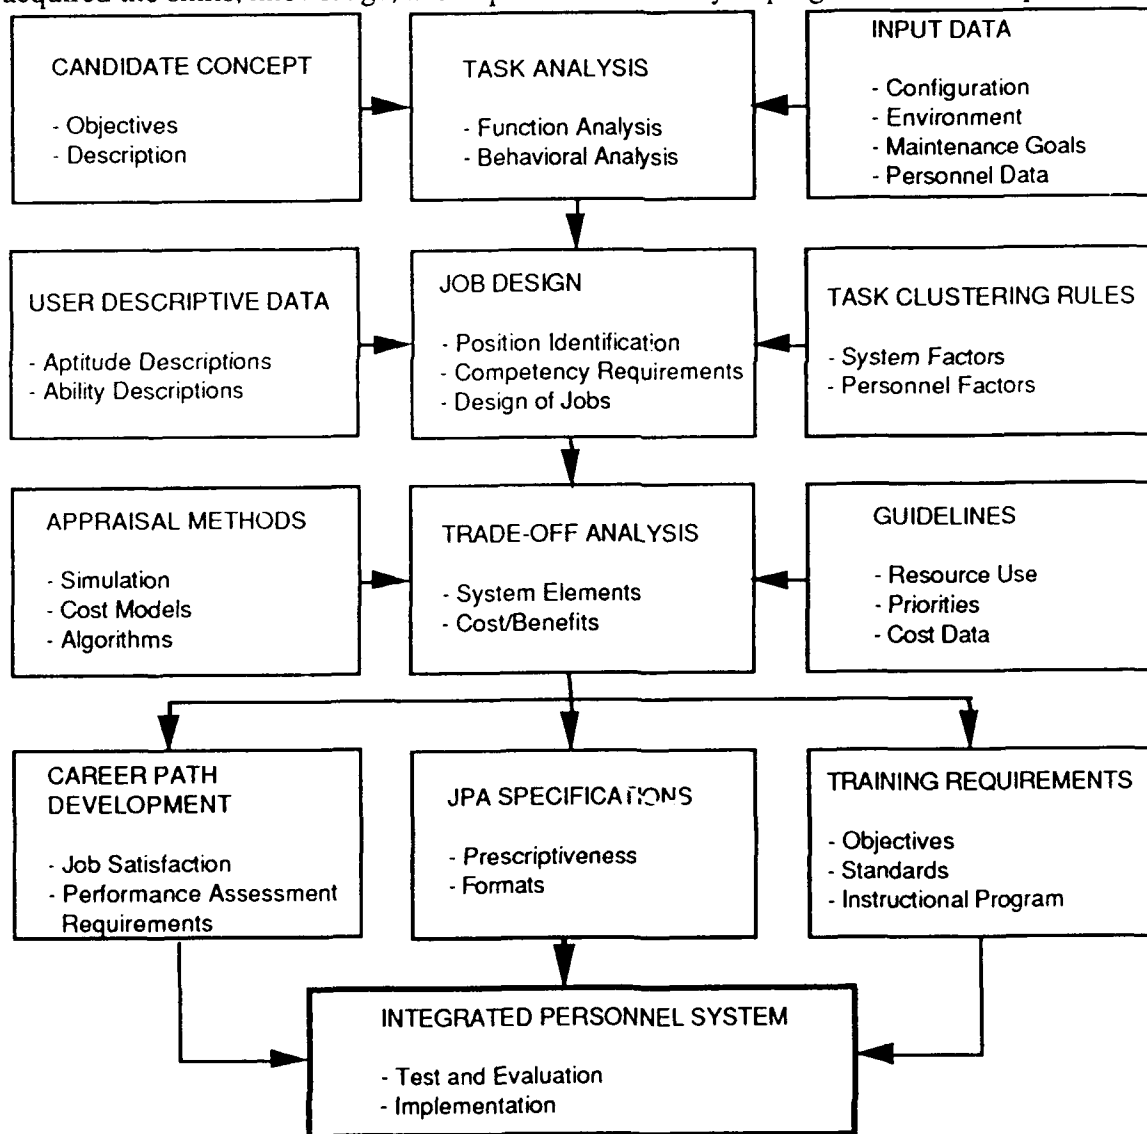 CANDIDATE CONCEPT
- Objectives
- Description
TASK ANALYSIS
- Function Analysis
- Behavioral Analysis
INPUT DATA
- Configuration
- Environment
- Maintenance Goals
- Personnel Data
USER DESCRIPTIVE DATA
- Aptitude Descriptions
- Ability Descriptions
JOB DESIGN
- Position Identification
- Competency Requirements
- Design of Jobs
TASK CLUSTERING RULES
- System Factors
- Personnel Factors
APPRAISAL METHODS
- Simulation
- Cost Models
- Algorithms
TRADE-OFF ANALYSIS
- System Elements
- Cost/Benefits
GUIDELINES
- Resource Use
- Priorities
- Cost Data
CAREER PATH
DEVELOPMENT
- Job Satisfaction
- Performance Assessment
Requirements
JPA SPECIFICATIONS
- Prescriptiveness
- Formats
TRAINING REQUIREMENTS
- Objectives
- Standards
- Instructional Program
INTEGRATED PERSONNEL SYSTEM
- Test and Evaluation
- Implementation